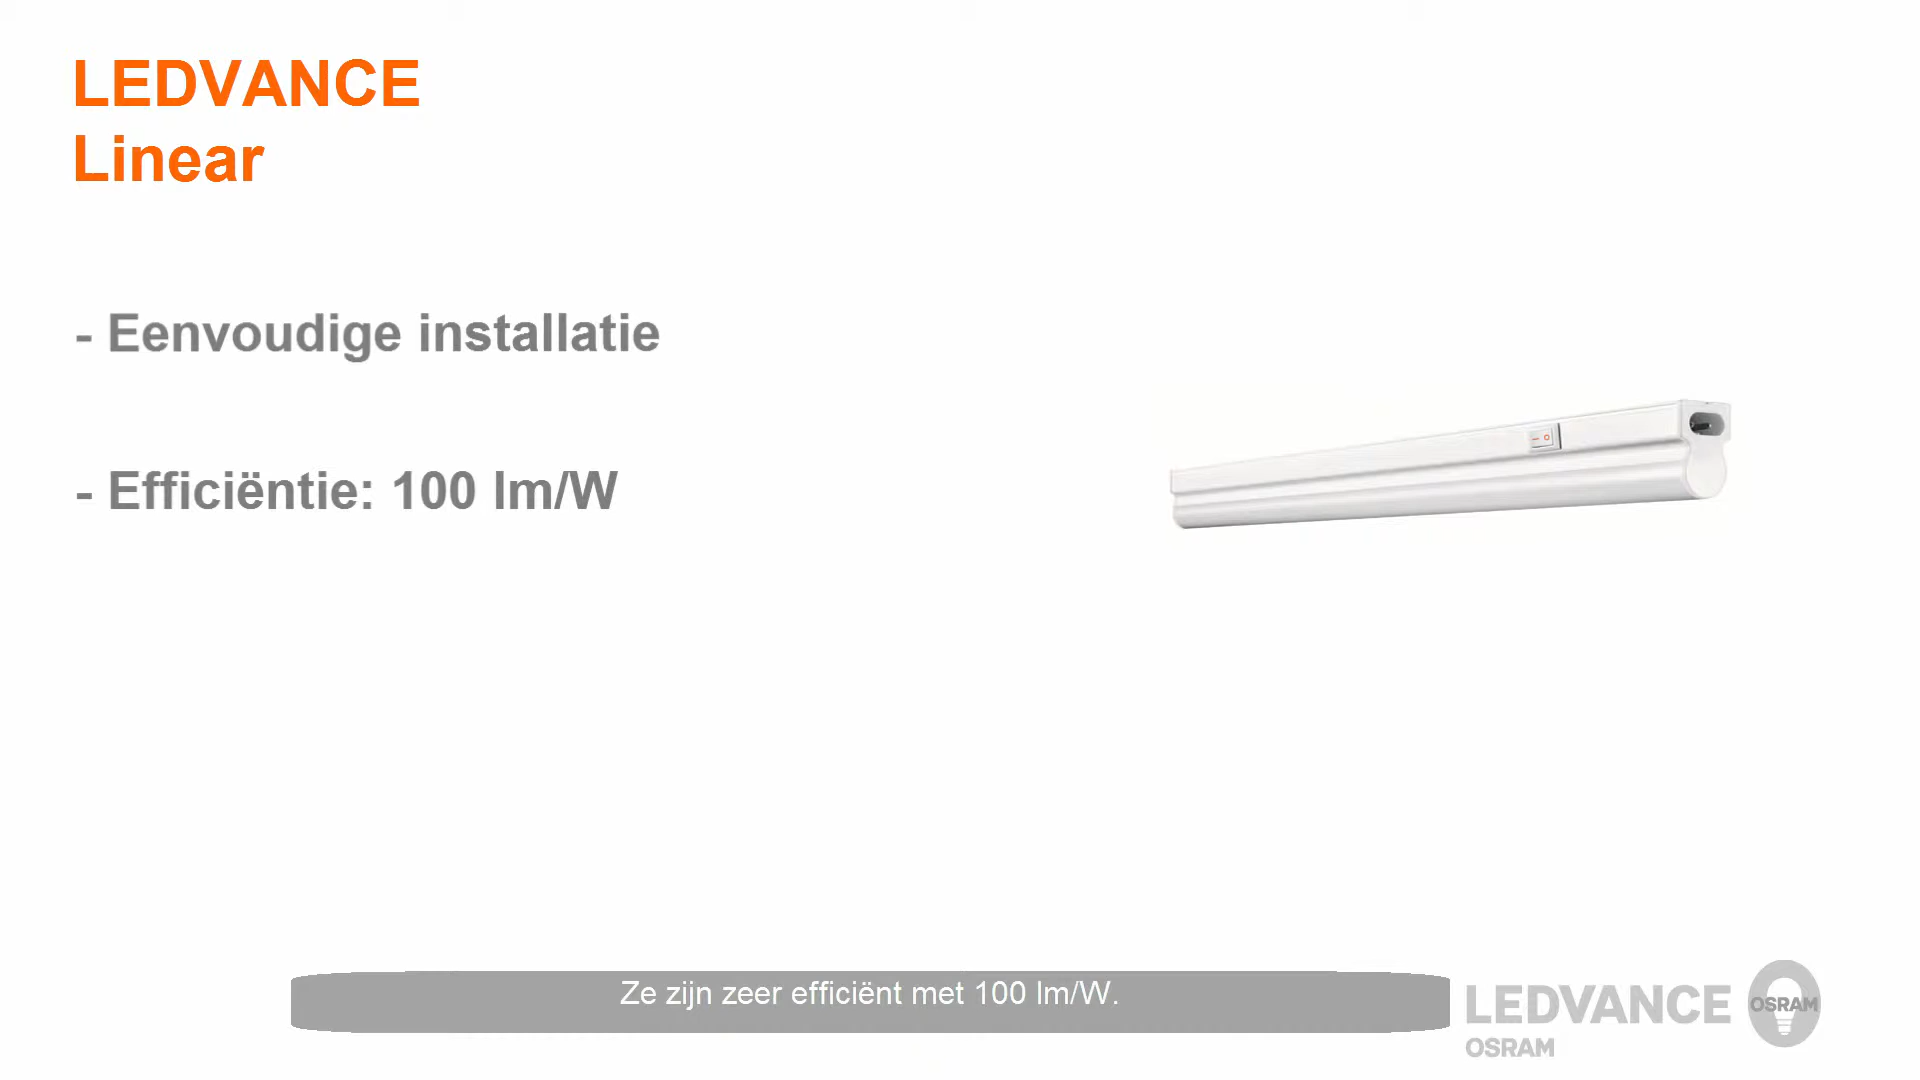 LEDVANCE
Linear
- Eenvoudige installatie
- Efficiëntie: 100 lm/W
Ze zijn zeer efficiënt met 100 lm/W.
LEDVANCE
OSRAM
OSRAM